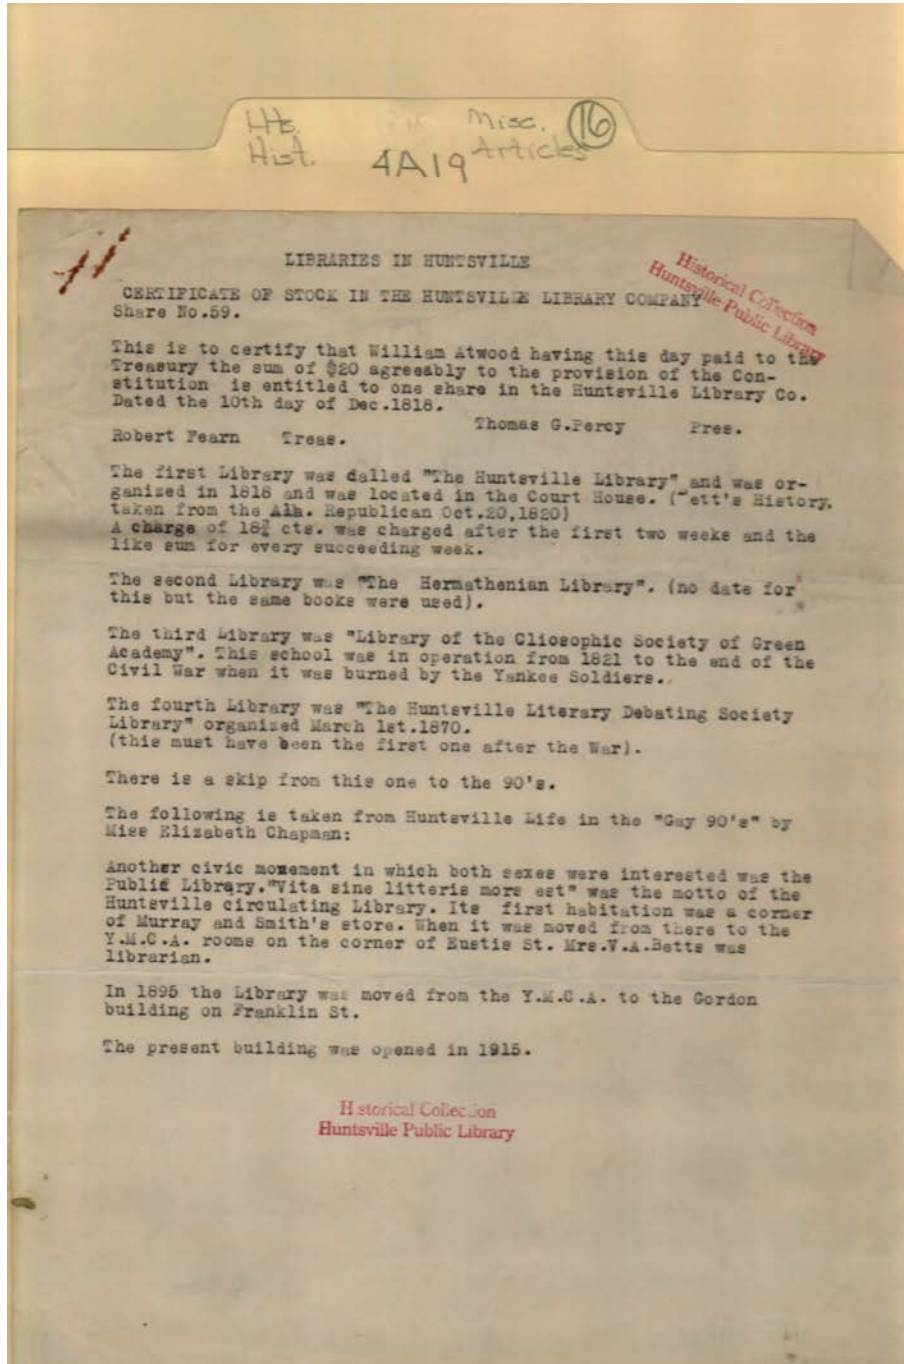 Lib.
Hist.
Misc. 16
Articles
4A19
LIBRARIES IN HUNTSVILLE
Historical Collection
Huntsville Public Library
CERTIFICATE OF STOCK IN THE HUNTSVILLE LIBRARY COMPANY
Share No.59.
This is to certify that William Atwood having this day paid to the
Treasury the sum of $20 agreeably to the provision of the Con-
stitution is entitled to one share in the Huntsville Library Co.
Dated the 10th day of Dec.1818.
Thomas G.Percy Pres.
Robert Fearn Treas.
The first Library was dalled "The Huntsville Library" and was or-
ganized in 1818 and was located in the Court House. ( ett's History,
taken from the Ala. Republican Oct.20,1820)
A charge of cts. was charged after the first two weeks and the
like sum for every succeeding week.
The second Library was "The Hermathenian Library". (no date for
this but the same books were used).
The third Library was "Library of the Cliosophic Society of Green
Academy". This school was in operation from 1821 to the end of the
Civil War when it was burned by the Yankee Soldiers.
The fourth Library was "The Huntsville Literary Debating Society
Library" organized March 1st.1870.
(this must have been the first one after the War).
There is a skip from this one to the 90's.
The following is taken from Huntsville Life in the "Gay 90's" by
Miss Elizabeth Chapman:
Another civic movement in which both sexes were interested was the
Public Library."Vita sine litteris mors est" was the motto of the
Huntsville circulating Library. Its first habitation was a corner
of Murray and Smith's store. When it was moved from there to the
Y.M.C.A. rooms on the corner of Eustis St. Mrs.V.A.Betts was
librarian.
In 1895 the Library was moved from the Y.M.C.A. to the Gordon
building on Franklin St.
The present building was opened in 1915.
Historical Collection
Huntsville Public Library